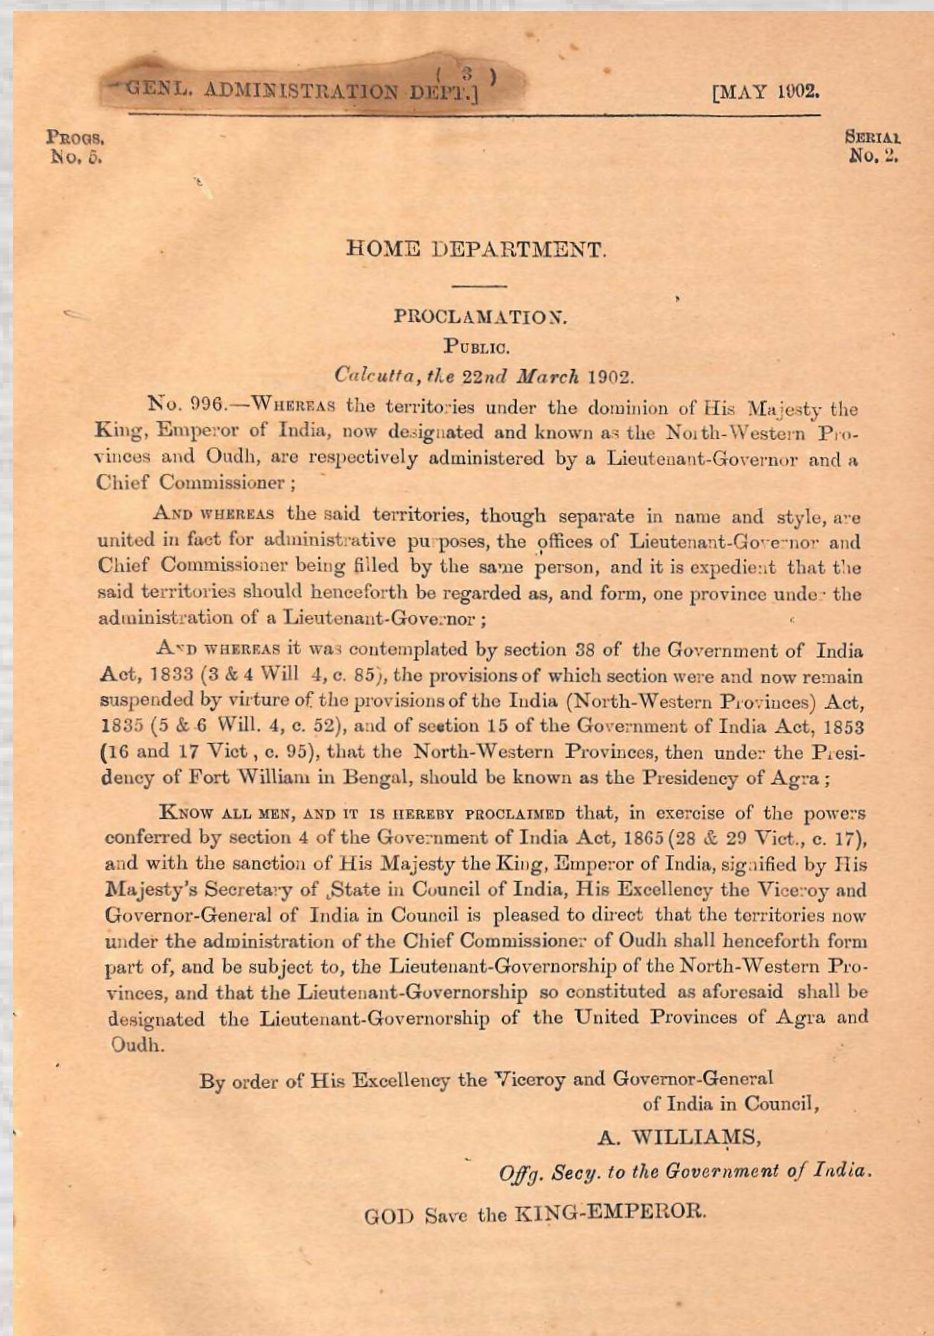 ( 3 )
GENL. ADMINISTRATION DEPT.]
[MAY 1902.
PROGS.
No. 5.
SERIAL
No. 2.
HOME DEPARTMENT.
PROCLAMATION.
PUBLIC.
Calcutta, the 22nd March 1902.
No. 996.—WHEREAS the territories under the dominion of His Majesty the
King, Emperor of India, now designated and known as the North-Western Pro-
vinces and Oudh, are respectively administered by a Lieutenant-Governor and a
Chief Commissioner ;
AND WHEREAS the said territories, though separate in name and style, are
united in fact for administrative purposes, the offices of Lieutenant-Governor and
Chief Commissioner being filled by the same person, and it is expedient that the
said territories should henceforth be regarded as, and form, one province under the
administration of a Lieutenant-Governor ;
AND WHEREAS it was contemplated by section 38 of the Government of India
Act, 1833 (3 & 4 Will 4, c. 85), the provisions of which section were and now remain
suspended by virture of the provisions of the India (North-Western Provinces) Act,
1835 (5 & 6 Will. 4, c. 52), and of section 15 of the Government of India Act, 1853
(16 and 17 Vict, c. 95), that the North-Western Provinces, then under the Presi-
dency of Fort William in Bengal, should be known as the Presidency of Agra ;
KNOW ALL MEN, AND IT IS HEREBY PROCLAIMED that, in exercise of the powers
conferred by section 4 of the Government of India Act, 1865 (28 & 29 Vict., c. 17),
and with the sanction of His Majesty the King, Emperor of India, signified by His
Majesty's Secretary of State in Council of India, His Excellency the Viceroy and
Governor-General of India in Council is pleased to direct that the territories now
under the administration of the Chief Commissioner of Oudh shall henceforth form
part of, and be subject to, the Lieutenant-Governorship of the North-Western Pro-
vinces, and that the Lieutenant-Governorship so constituted as aforesaid shall be
designated the Lieutenant-Governorship of the United Provinces of Agra and
Oudh.
By order of His Excellency the Viceroy and Governor-General
of India in Council,
A. WILLIAMS,
Offg. Secy. to the Government of India.
GOD Save the KING-EMPEROR.